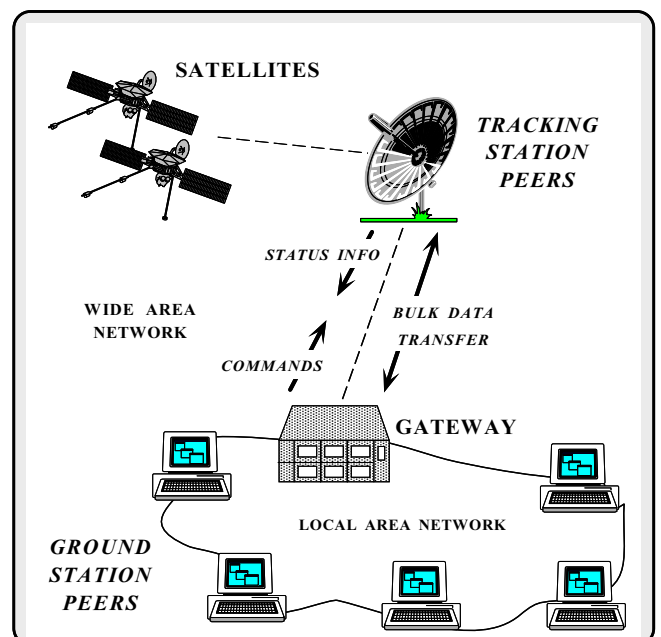 SATELLITES
TRACKING
STATION
PEERS
STATUS INFO
WIDE AREA
NETWORK
BULK DATA
TRANSFER
COMMANDS
GATEWAY
LOCAL AREA NETWORK
GROUND
STATION
PEERS